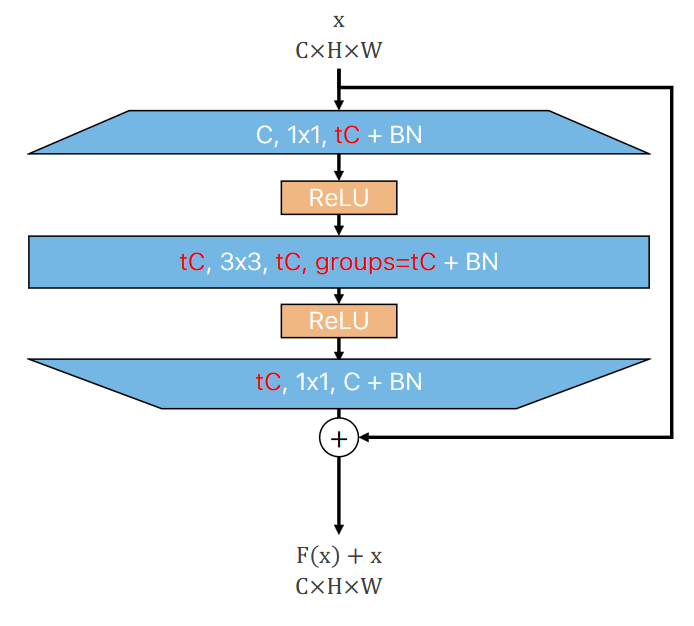 x
C×H×W
C, 1x1, tC + BN
ReLU
tC, 3x3, tC, groups=tC + BN
ReLU
tC, 1x1, C + BN
+
F(x) + x
C×H×W